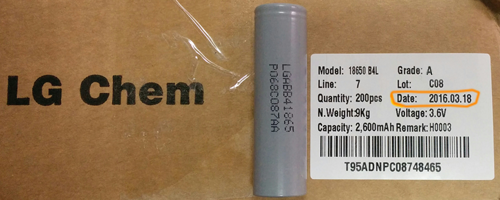 LG Chem
LGABB41865
P068C087AA
Model: 18650 B4L Grade: A
Line: 7 Lot: C08
Quantity: 200pcs Date: 2016.03.18
N.Weight:9Kg Voltage: 3.6V
Capacity: 2,600mAh Remark:H0003
T95ADNPC08748465